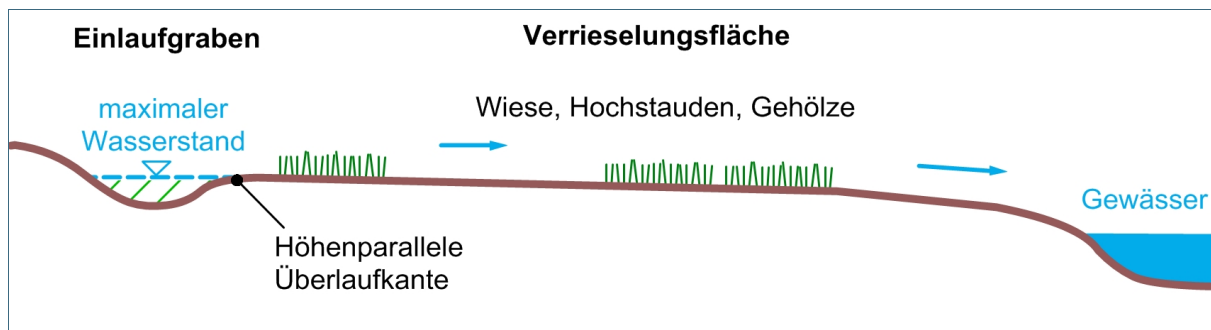 Einlaufgraben
Verrieselungsfläche
maximaler
Wasserstand
Wiese, Hochstauden, Gehölze
Höhenparallele
Überlaufkante
Gewässer